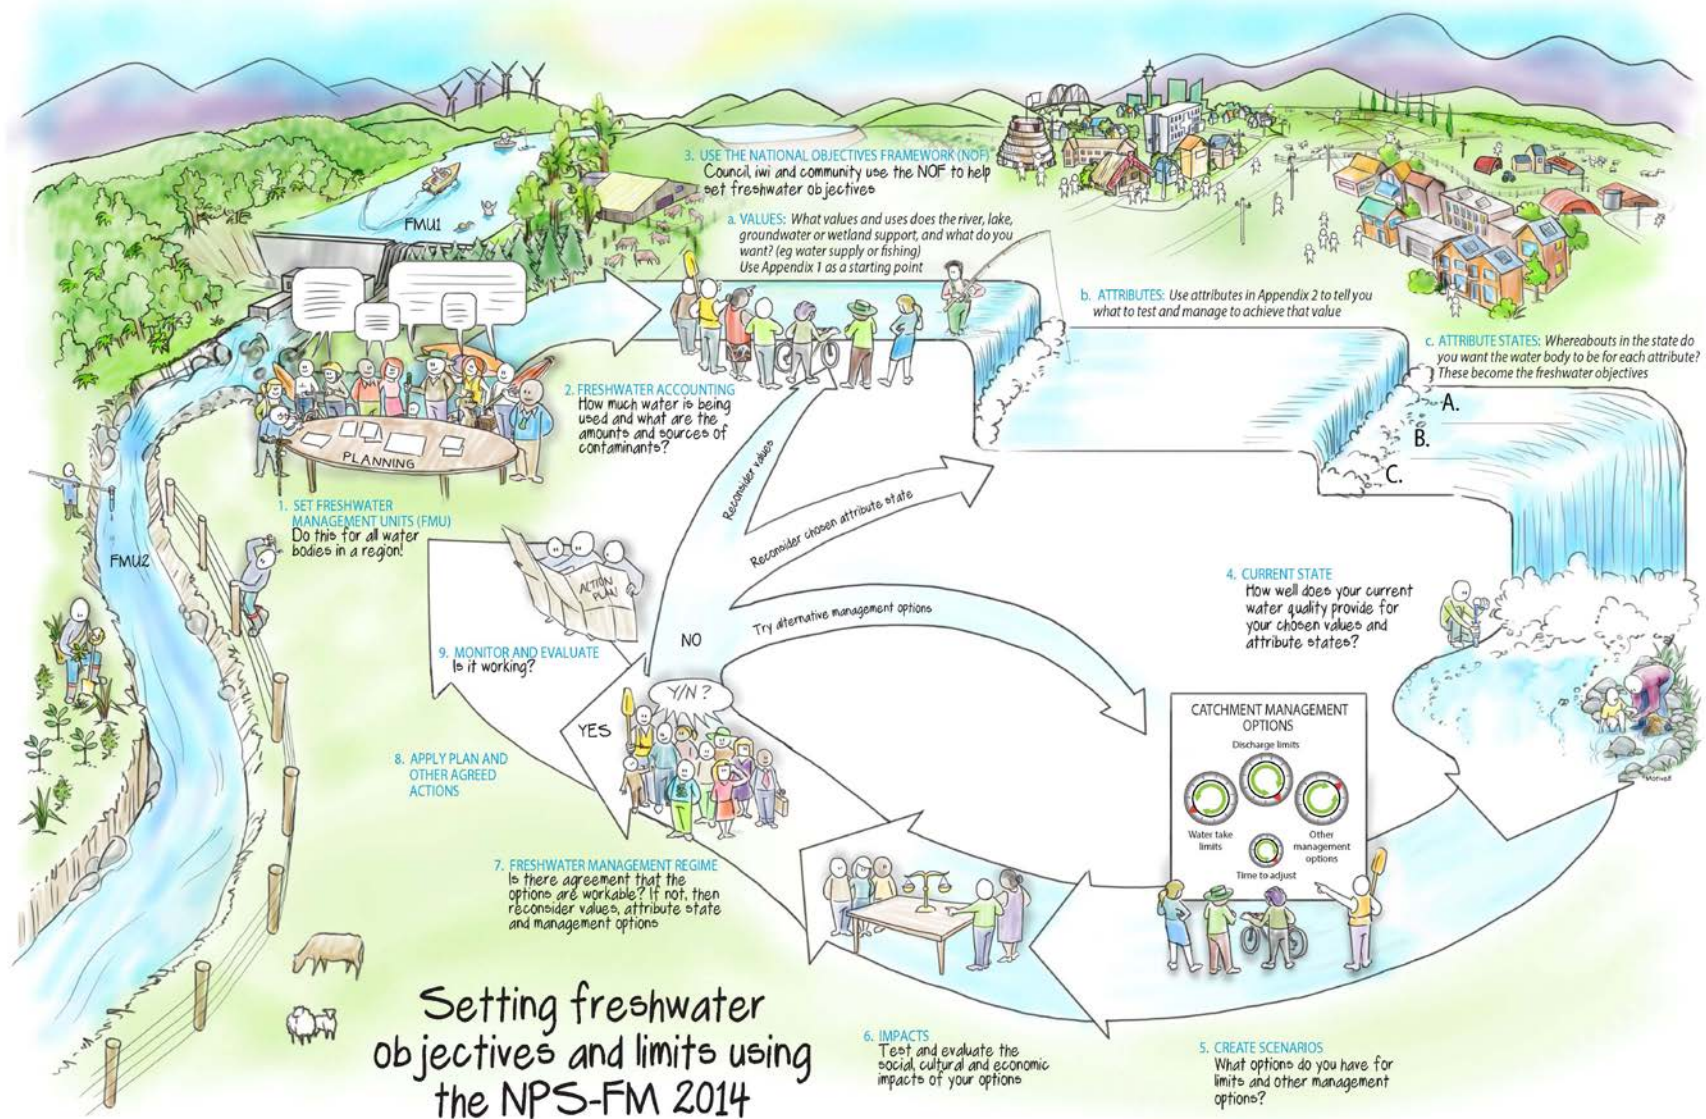 3. USE THE NATIONAL OBJECTIVES FRAMEWORK (NOF)
Council, iwi and community use the NOF to help
set freshwater objectives
a. VALUES: What values and uses does the river, lake,
groundwater or wetland support, and what do you
want? (eg water supply or fishing)
Use Appendix 1 as a starting point
FMU1
b. ATTRIBUTES: Use attributes in Appendix 2 to tell you
what to test and manage to achieve that value
c. ATTRIBUTE STATES: Whereabouts in the state do
you want the water body to be for each attribute?
These become the freshwater objectives
A.
B.
C.
2. FRESHWATER ACCOUNTING
How much water is being
used and what are the
amounts and sources of
contaminants?
PLANNING
1. SET FRESHWATER
MANAGEMENT UNITS (FMU)
Do this for all water
bodies in a region!
FMU2
Reconsider values
Reconsider chosen attribute state
Try alternative management options
NO
ACTION
PLAN
9. MONITOR AND EVALUATE
Is it working?
Y/N?
YES
4. CURRENT STATE
How well does your current
water quality provide for
your chosen values and
attribute states?
CATCHMENT MANAGEMENT
OPTIONS
Discharge limits
Water take
limits
Other
management
options
Time to adjust
8. APPLY PLAN AND
OTHER AGREED
ACTIONS
7. FRESHWATER MANAGEMENT REGIME
Is there agreement that the
options are workable? If not, then
reconsider values, attribute state
and management options
6. IMPACTS
Test and evaluate the
social, cultural and economic
impacts of your options
5. CREATE SCENARIOS
What options do you have for
limits and other management
options?
Setting freshwater
objectives and limits using
the NPS-FM 2014